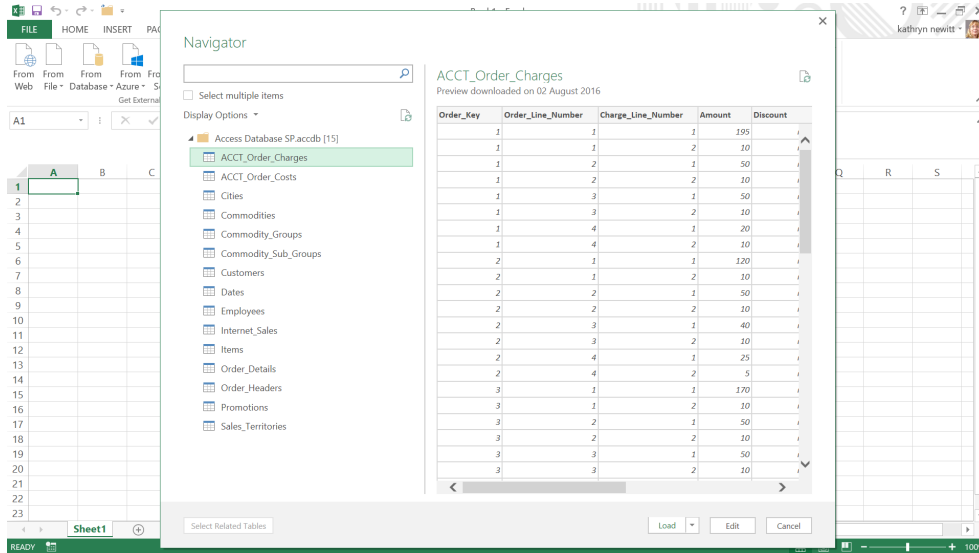 ?
FILE HOME INSERT
kathryn newitt
From Web
From File
From Database
From Azure
Get External
A1
Navigator
Select multiple items
Display Options
Access Database SP.accdb [15]
ACCT_Order_Charges
ACCT_Order_Costs
Cities
Commodities
Commodity_Groups
Commodity_Sub_Groups
Customers
Dates
Employees
Internet_Sales
Items
Order_Details
Order_Headers
Promotions
Sales_Territories
Select Related Tables
ACCT_Order_Charges
Preview downloaded on 02 August 2016
Order_Key Order_Line_Number Charge_Line_Number Amount Discount
1 1 1 195
1 1 2 10
1 2 1 50
1 2 2 10
1 3 1 50
1 3 2 10
1 4 1 20
1 4 2 10
2 1 1 120
2 1 2 10
2 2 1 50
2 2 2 10
2 3 1 40
2 3 2 10
2 4 1 25
2 4 2 5
3 1 1 170
3 1 2 10
3 2 1 50
3 2 2 10
3 3 1 50
3 3 2 10
Load Edit Cancel
A B C Q R S
1
2
3
4
5
6
7
8
9
10
11
12
13
14
15
16
17
18
19
20
21
22
23
Sheet1
READY